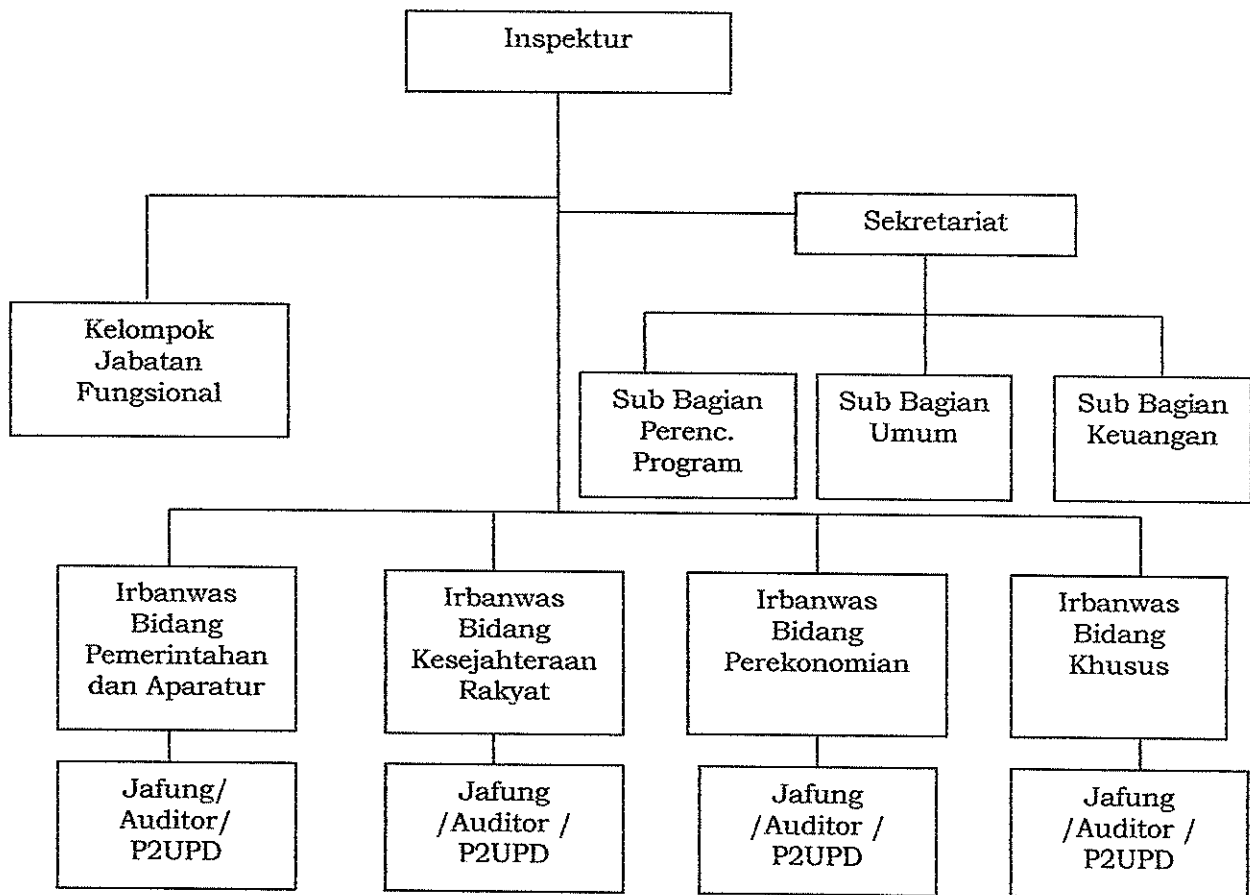 Inspektur
Sekretariat
Kelompok
Jabatan
Fungsional
Sub Bagian
Perenc.
Program
Sub Bagian
Umum
Sub Bagian
Keuangan
Irbanwas
Bidang
Pemerintahan
dan Aparatur
Irbanwas
Bidang
Kesejahteraan
Rakyat
Irbanwas
Bidang
Perekonomian
Irbanwas
Bidang
Khusus
Jafung/
Auditor/
P2UPD
Jafung
/Auditor /
P2UPD
Jafung
/Auditor /
P2UPD
Jafung
/Auditor /
P2UPD